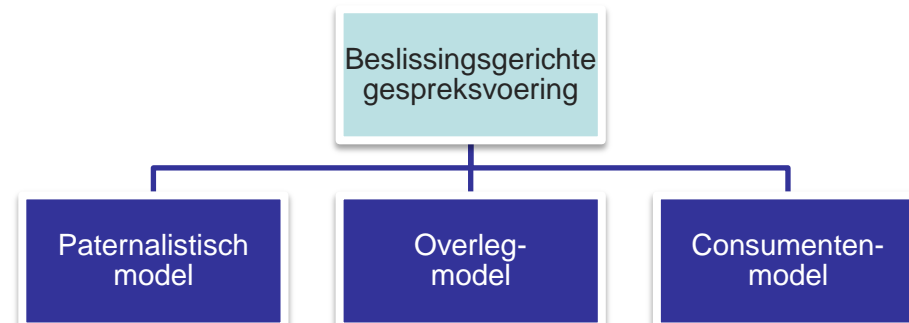 Beslissingsgerichte
gespreksvoering
Paternalistisch
model
Overleg-
model
Consumenten-
model